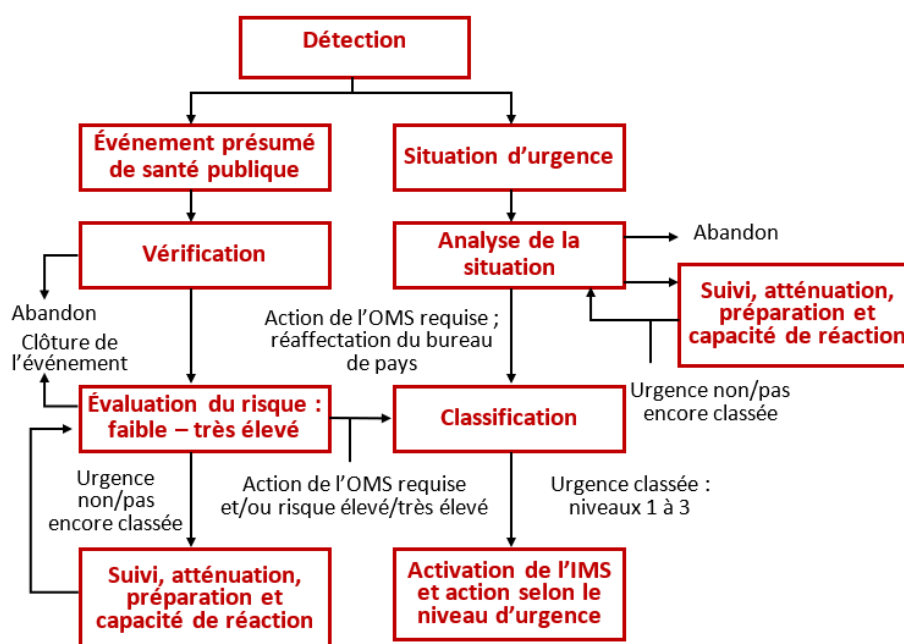 Détection
Événement présumé
de santé publique
Situation d’urgence
Vérification
Analyse de la
situation
Abandon
Suivi, atténuation,
préparation et
capacité de réaction
Abandon
Clôture de
l’événement
Action de l’OMS requise ;
réaffectation du bureau
de pays
Urgence non/pas
encore classée
Évaluation du risque :
faible – très élevé
Classification
Urgence
non/pas
encore classée
Action de l’OMS requise
et/ou risque élevé/très élevé
Urgence classée :
niveaux 1 à 3
Suivi, atténuation,
préparation et
capacité de réaction
Activation de l’IMS
et action selon le
niveau d’urgence